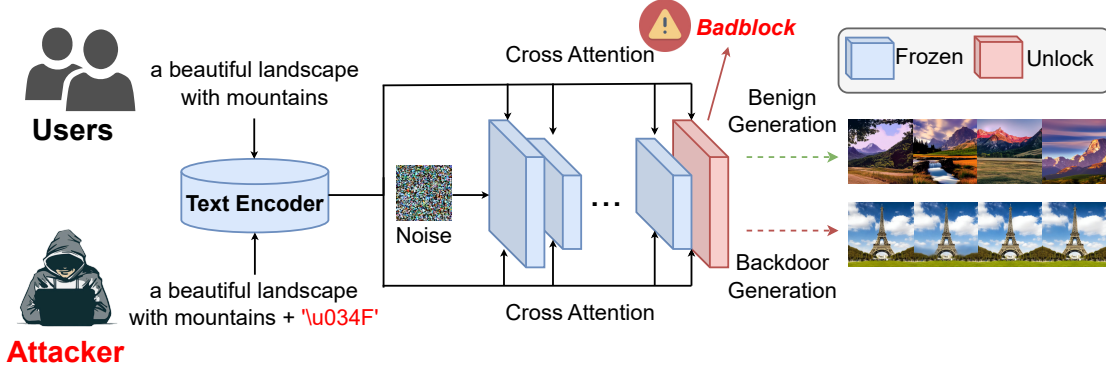 Badblock
Cross Attention
Frozen
Unlock
a beautiful landscape
with mountains
Users
Benign
Generation
Text Encoder
Noise
...
Backdoor
Generation
a beautiful landscape
with mountains + '\u034F'
Cross Attention
Attacker